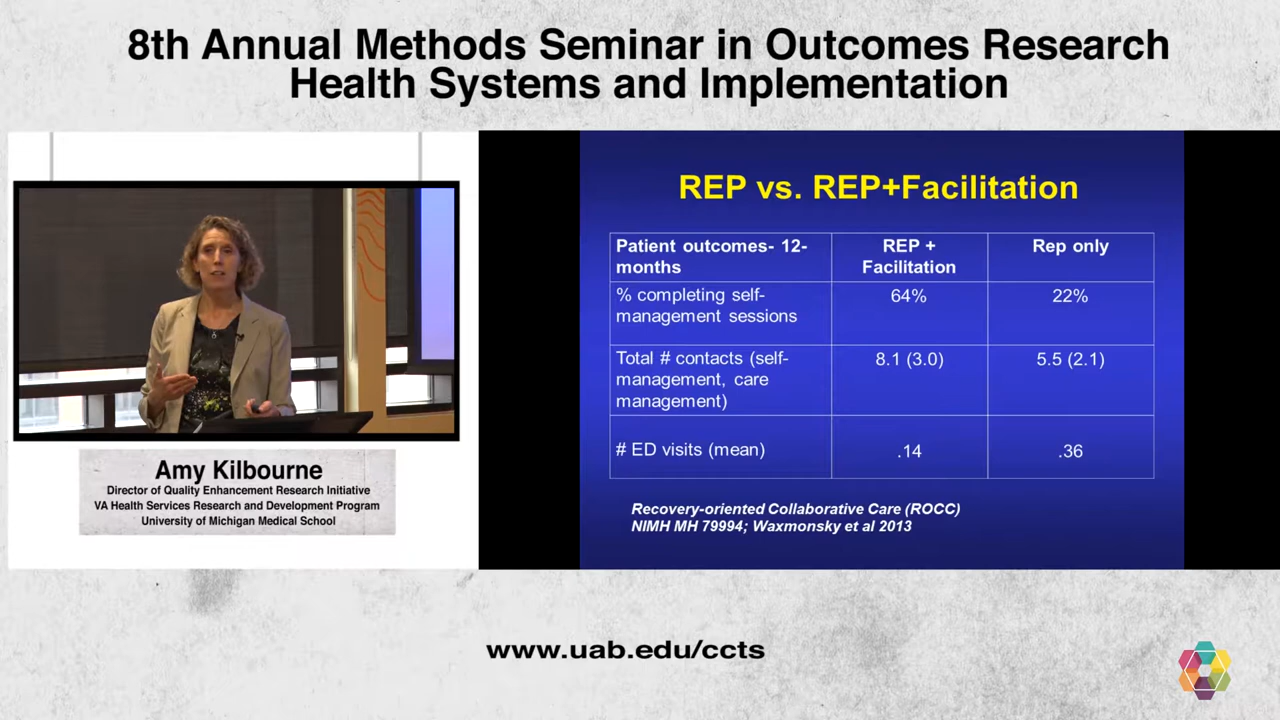 8th Annual Methods Seminar in Outcomes Research
Health Systems and Implementation
Amy Kilbourne
Director of Quality Enhancement Research Initiative
VA Health Services Research and Development Program
University of Michigan Medical School
REP vs. REP+Facilitation
Patient outcomes- 12-
months
REP +
Facilitation
Rep only
% completing self-
management sessions
64%
22%
Total # contacts (self-
management, care
management)
8.1 (3.0)
5.5 (2.1)
# ED visits (mean)
.14
.36
Recovery-oriented Collaborative Care (ROCC)
NIMH MH 79994; Waxmonsky et al 2013
www.uab.edu/ccts